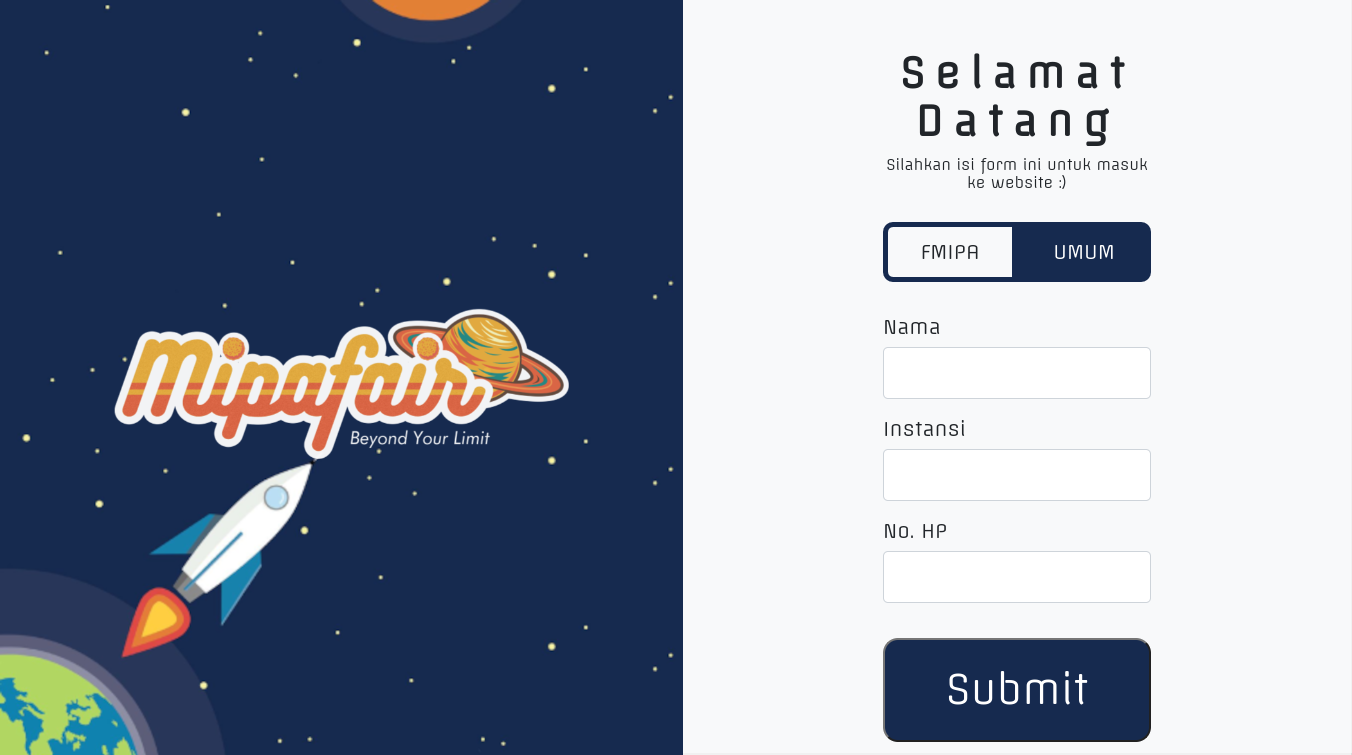 Mipafair
Beyond Your Limit
Selamat
Datang
Silahkan isi form ini untuk masuk
ke website :)
FMIPA
UMUM
Nama
Instansi
No. HP
Submit